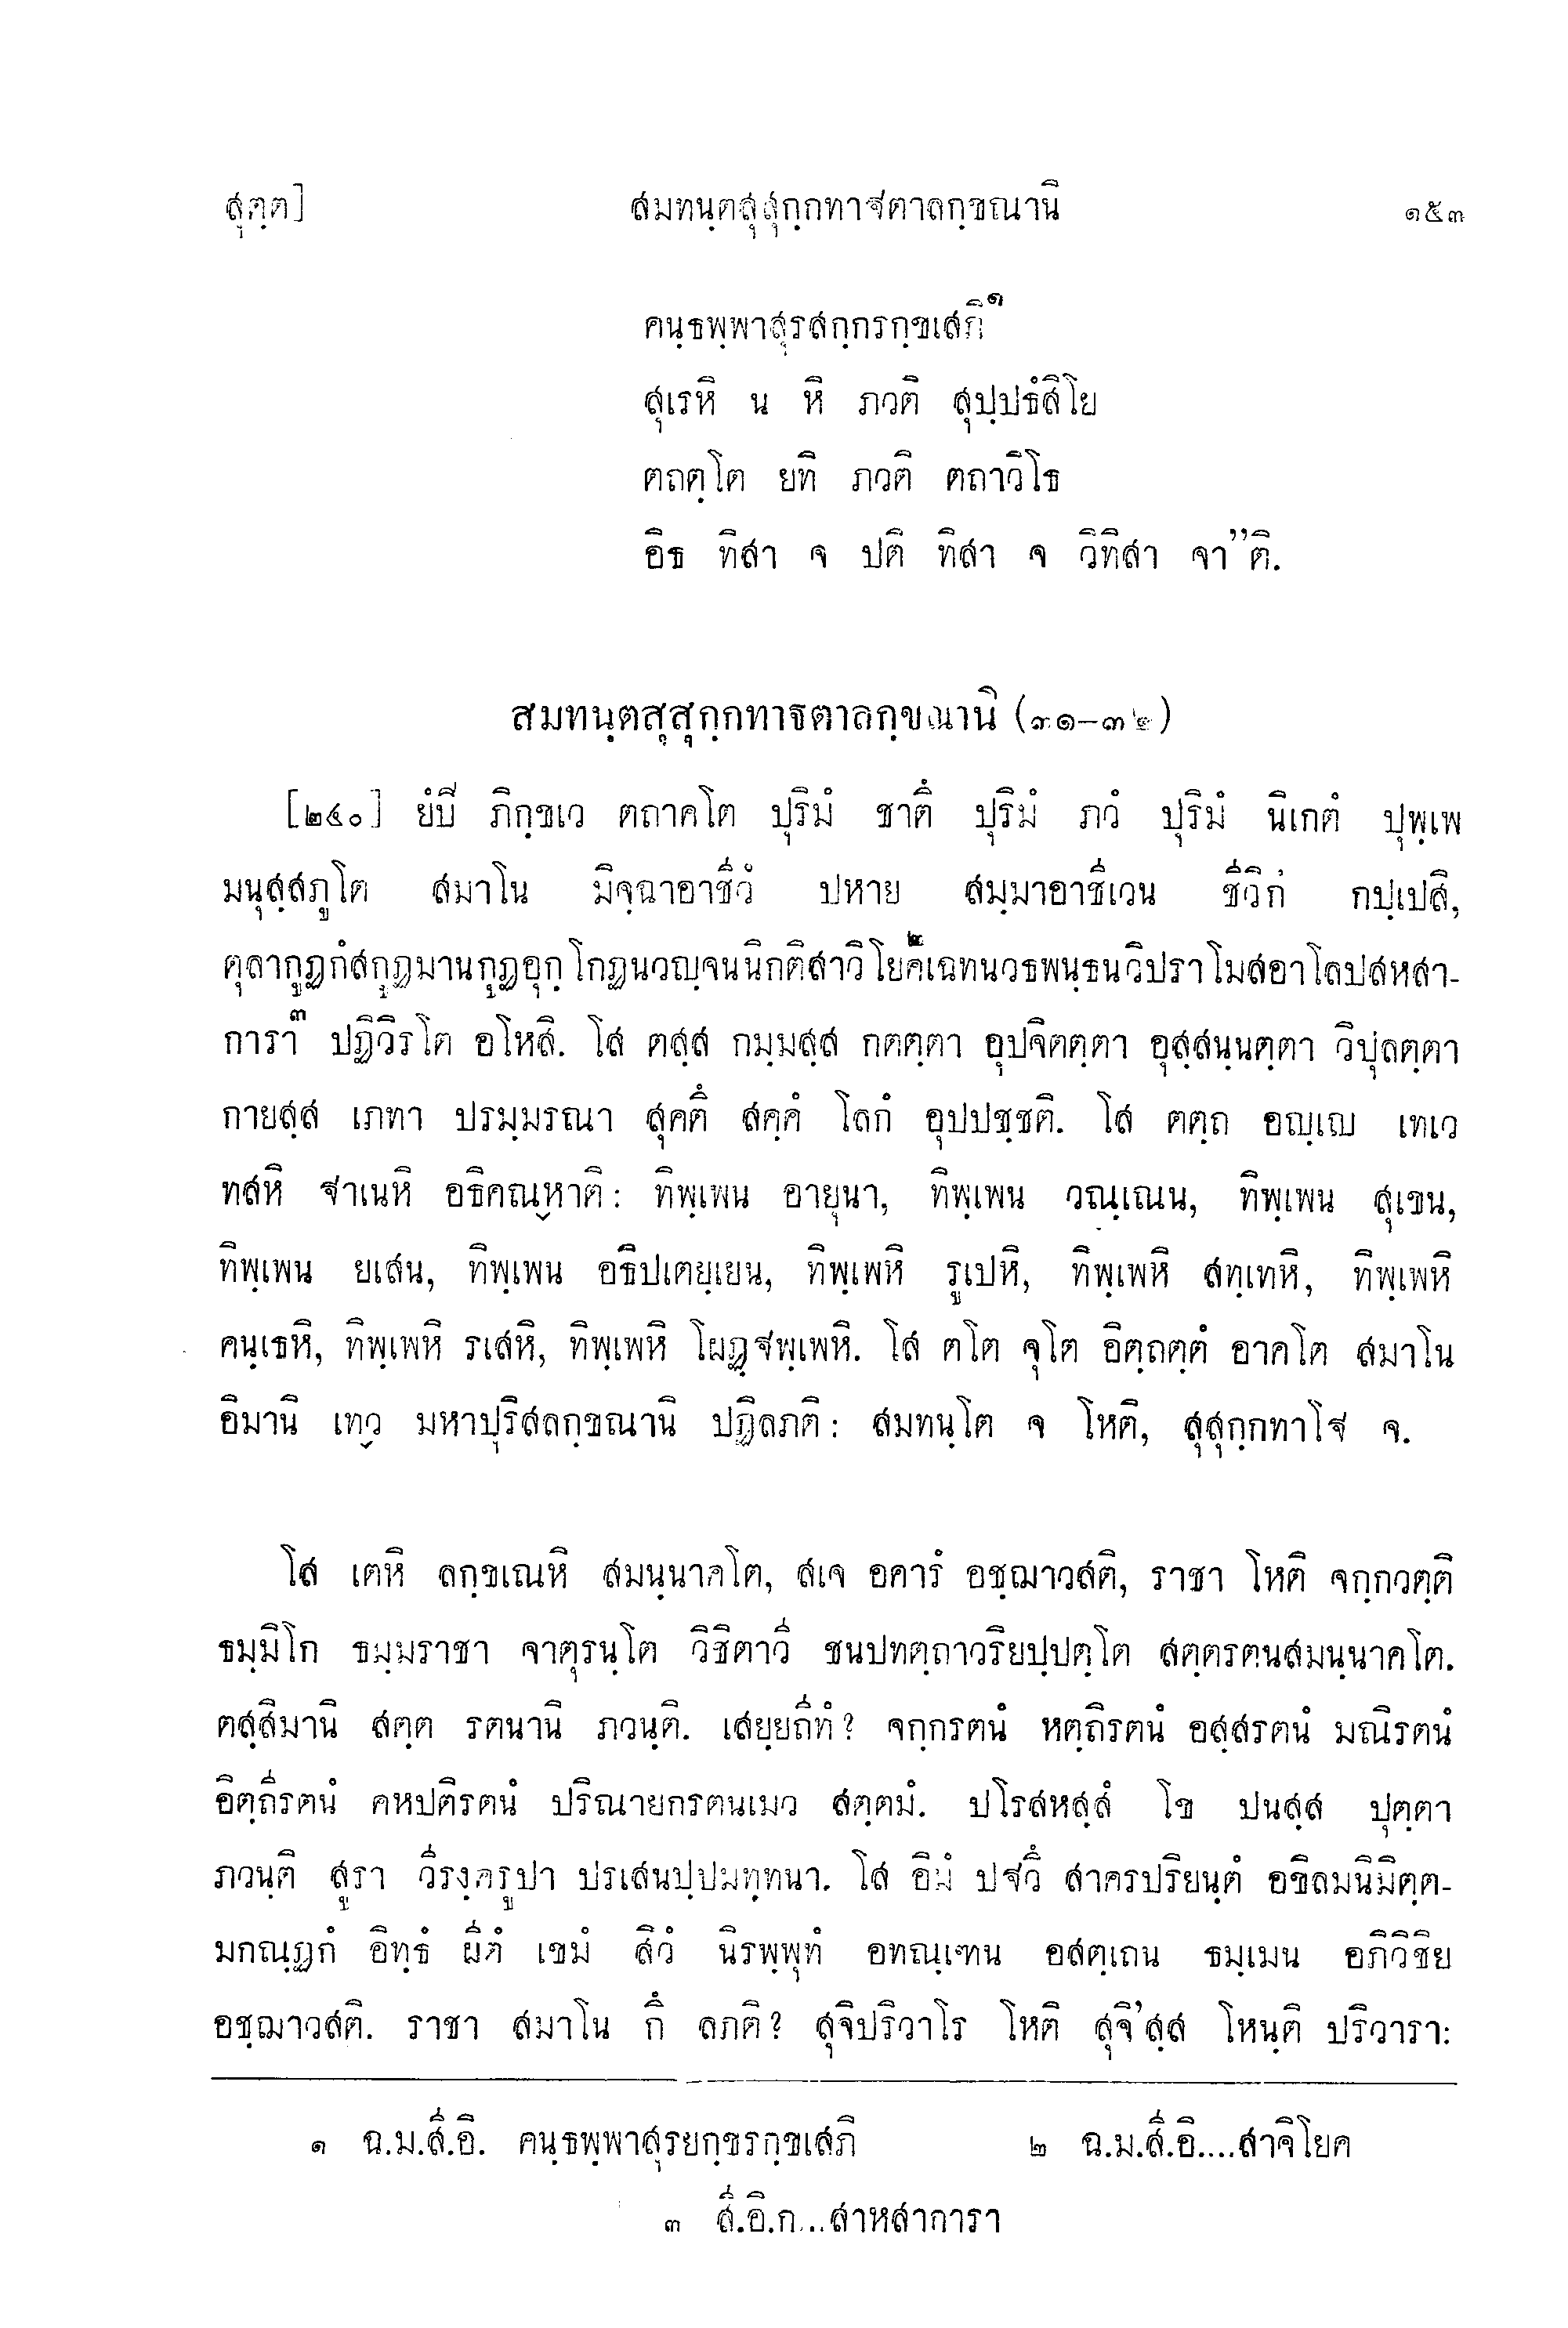 สุตฺต]	สมทนฺตสุสุกฺกทาฐตาลกฺขณานิ	๑๕๓
คนฺธพฺพาสุรสกฺกรกฺขเสภิ๑
สุเรหิ น หิ ภวติ สุปฺปธํสิโย
ตถตฺโต ยทิ ภวติ ตถาวิโธ
อิธ ทิสา จ ปติ ทิสา จ วิทิสา จา”ติ.
สมทนฺตสุสุกฺกทาฐตาลกฺขณานิ (๓๑-๓๒)
[๒๔๐] ยํปิ ภิกฺขเว ตถาคโต ปุริมํ ชาตึ ปุริมํ ภวํ ปุริมํ นิเกตํ ปุพฺเพ
มนุสฺสภูโต สมาโน มิจฺฉาอาชีวํ ปหาย สมฺมาอาชีเวน ชีวิกํ กปฺเปสิ,
ตุลากูฏกํสกูฏมานกูฏอุกฺโกฏนวญฺจนนิกติสาวิโยค๒เฉทนวธพนฺธนวิปราโมสอาโลปสหสา-
การา๓ ปฏิวิรโต อโหสิ. โส ตสฺส กมฺมสฺส กตตฺตา อุปจิตตฺตา อุสฺสนฺนตฺตา วิปุลตฺตา
กายสฺส เภทา ปรมฺมรณา สุคตึ สคฺคํ โลกํ อุปปชฺชติ. โส ตตฺถ อญฺเญ เทเว
ทสหิ ฐาเนหิ อธิคณฺหาติ: ทิพฺเพน อายุนา, ทิพฺเพน วณฺเณน, ทิพฺเพน สุเขน,
ทิพฺเพน ยเสน, ทิพฺเพน อธิปเตยฺเยน, ทิพฺเพหิ รูเปหิ, ทิพฺเพหิ สทฺเทหิ, ทิพฺเพหิ
คนฺเธหิ, ทิพฺเพหิ รเสหิ, ทิพฺเพหิ โผฏฺฐพฺเพหิ. โส ตโต จุโต อิตฺถตฺตํ อาคโต สมาโน
อิมานิ เทฺว มหาปุริสลกฺขณานิ ปฏิลภติ: สมทนฺโต จ โหติ, สุสุกฺกทาโฐ จ.
โส เตหิ ลกฺขเณหิ สมนฺนาคโต, สเจ อคารํ อชฺฌาวสติ, ราชา โหติ จกฺกวตฺติ
ธมฺมิโก ธมฺมราชา จาตุรนฺโต วิชิตาวี ชนปทตฺถาวริยปฺปตฺโต สตฺตรตนสมนฺนาคโต.
ตสฺสิมานิ สตฺต รตนานิ ภวนฺติ. เสยฺยถีทํ? จกฺกรตนํ หตฺถิรตนํ อสฺสรตนํ มณิรตนํ
อิตฺถีรตนํ คหปติรตนํ ปริณายกรตนเมว สตฺตมํ. ปโรสหสฺสํ โข ปนสฺส ปุตฺตา
ภวนฺติ สูรา วีรงฺครูปา ปรเสนปฺปมทฺทนา. โส อิมํ ปฐวึ สาครปริยนฺตํ อขิลมนิมิตฺต-
มกณฺฏกํ อิทฺธํ ผีตํ เขมํ สิวํ นิรพฺพุทํ อทณฺเฑน อสตฺเถน ธมฺเมน อภิวิชิย
อชฺฌาวสติ. ราชา สมาโน กึ ลภติ? สุจิปริวาโร โหติ สุจิ’สฺส โหนฺติ ปริวารา:
๑ ฉ.ม.สี.อิ. คนฺธพฺพาสุรยกฺขรกฺขเสภิ	๒ ฉ.ม.สี.อิ....สาจิโยค
๓ สี.อิ.ก...สาหสาการา